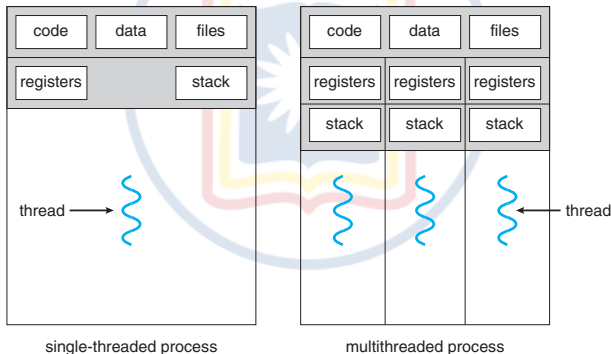 code data files
registers stack
thread
single-threaded process
code data files
registers registers registers
stack stack stack
thread
multithreaded process